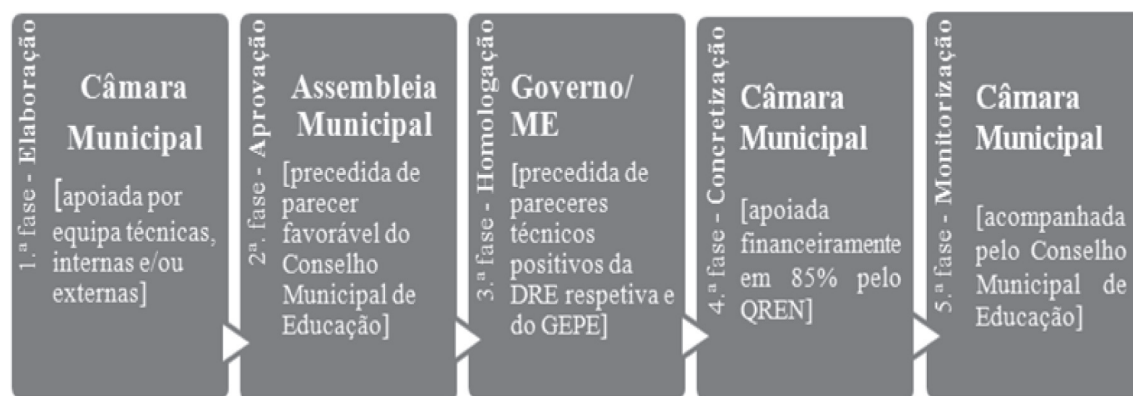 1.ª fase - Elaboração
Câmara
Municipal
[apoiada por
equipa técnicas,
internas e/ou
externas]
2ª. fase - Aprovação
Assembleia
Municipal
[precedida de
parecer
favorável do
Conselho
Municipal de
Educação]
3.ª fase - Homologação
Governo/
ME
[precedida de
pareceres
técnicos
positivos da
DRE respetiva e
do GEPE]
4.ª fase - Concretização
Câmara
Municipal
[apoiada
financeiramente
em 85% pelo
QREN]
5.ª fase - Monitorização
Câmara
Municipal
[acompanhada
pelo Conselho
Municipal de
Educação]